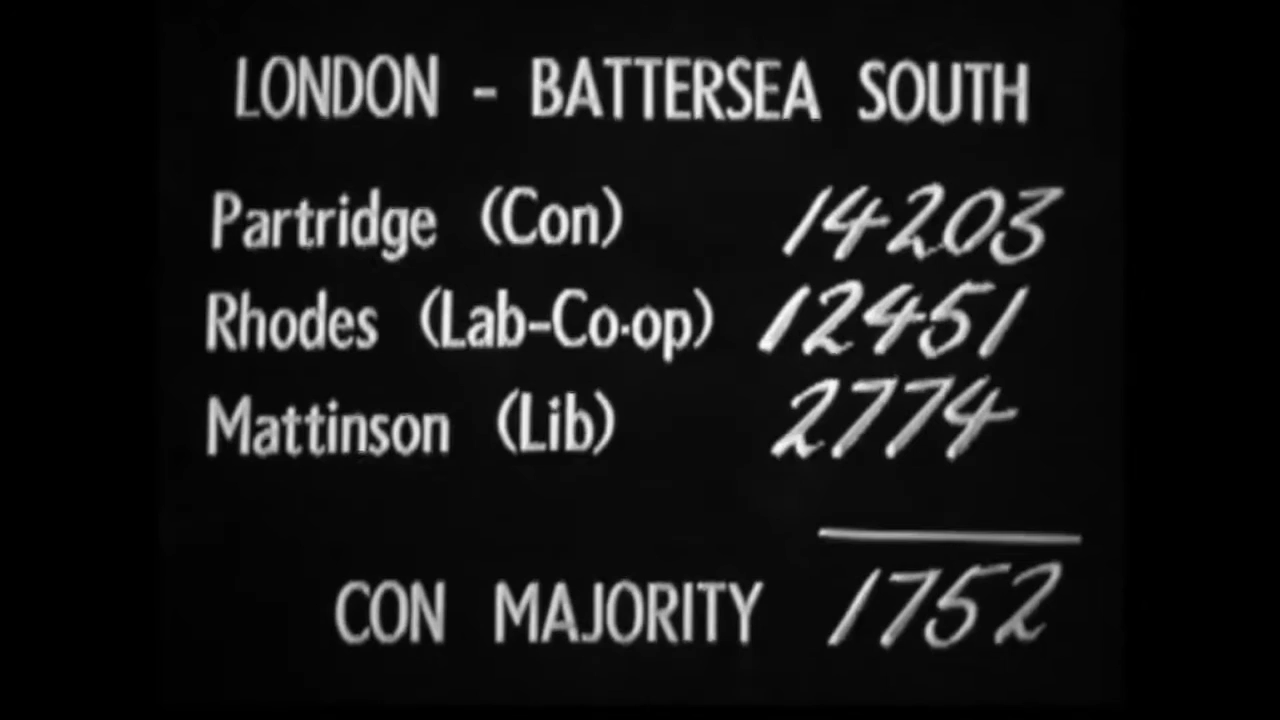 LONDON - BATTERSEA SOUTH
Partridge (Con) 14203
Rhodes (Lab-Co·op) 12451
Mattinson (Lib) 2774
CON MAJORITY 1752